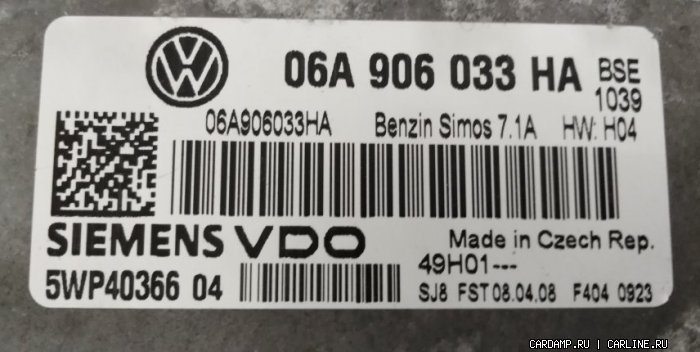 06A 906 033 HA BSE
1039
06A906033HA Benzin Simos 7.1A HW: H04
SIEMENS VDO
Made in Czech Rep.
5WP40366 04
49H01---
SJ8 FST 08.04.08 F404 0923
CARDAMP.RU | CARLINE.RU